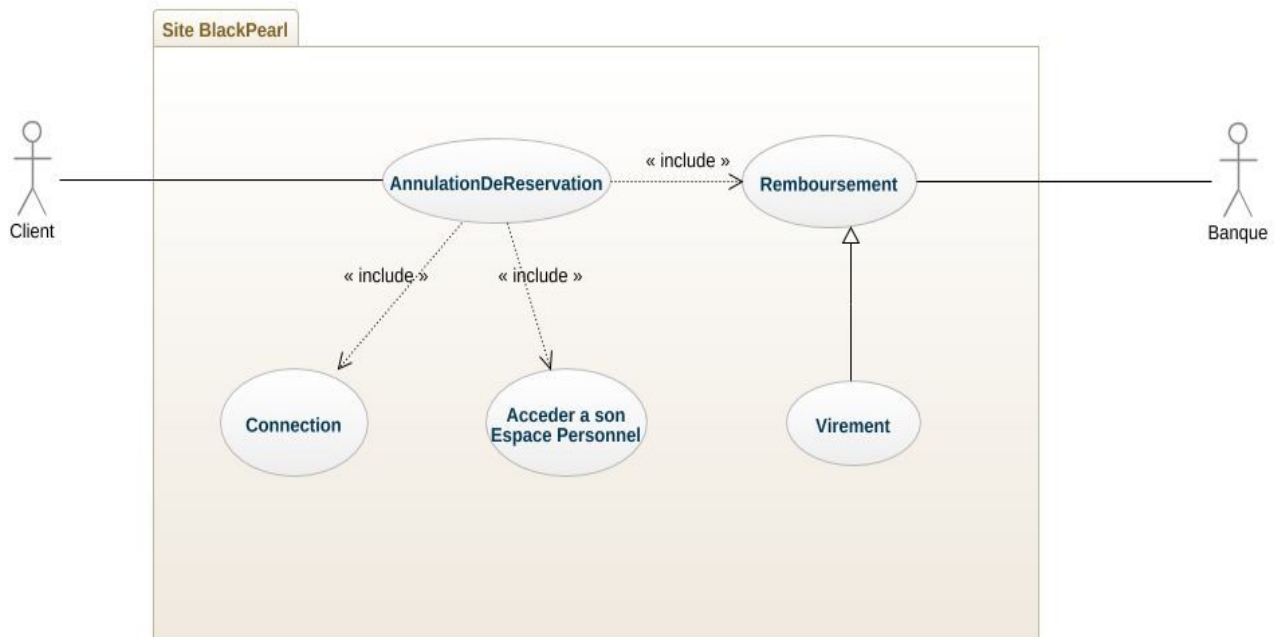 Site BlackPearl
« include »
AnnulationDeReservation
Remboursement
Client
Banque
« include »
« include »
Connection
Acceder a son
Espace Personnel
Virement